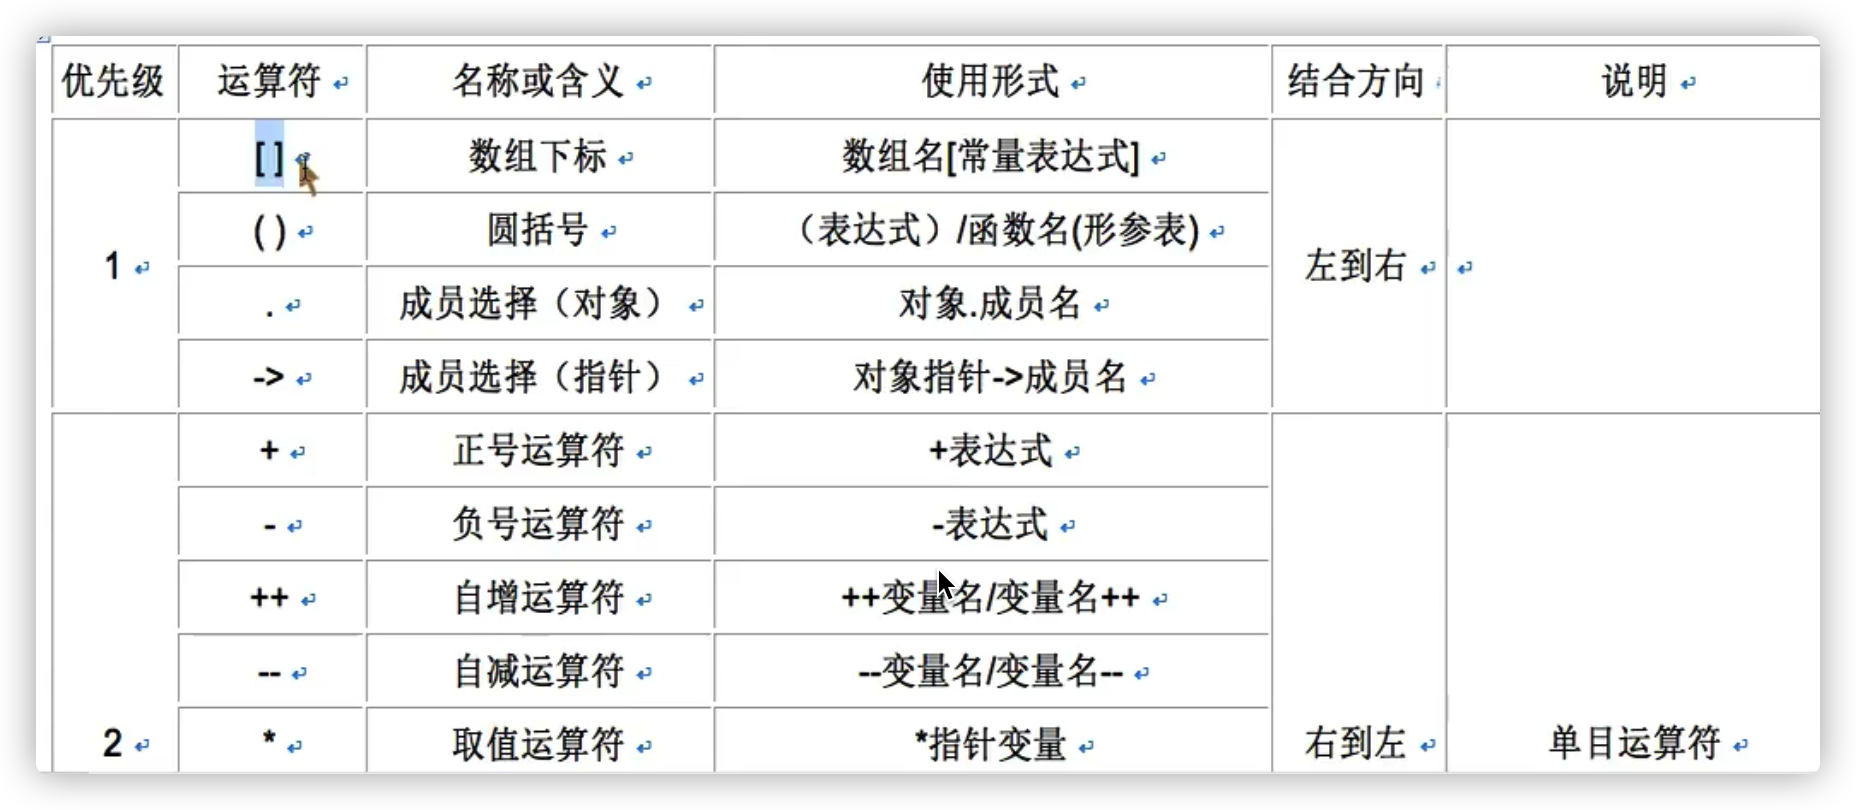 优先级 运算符 名称或含义 使用形式 结合方向 说明
1 [ ] 数组下标 数组名[常量表达式] 左到右
( ) 圆括号 （表达式）/函数名(形参表)
. 成员选择（对象） 对象.成员名
-> 成员选择（指针） 对象指针->成员名
2 + 正号运算符 +表达式 右到左 单目运算符
- 负号运算符 -表达式
++ 自增运算符 ++变量名/变量名++
-- 自减运算符 --变量名/变量名--
* 取值运算符 *指针变量